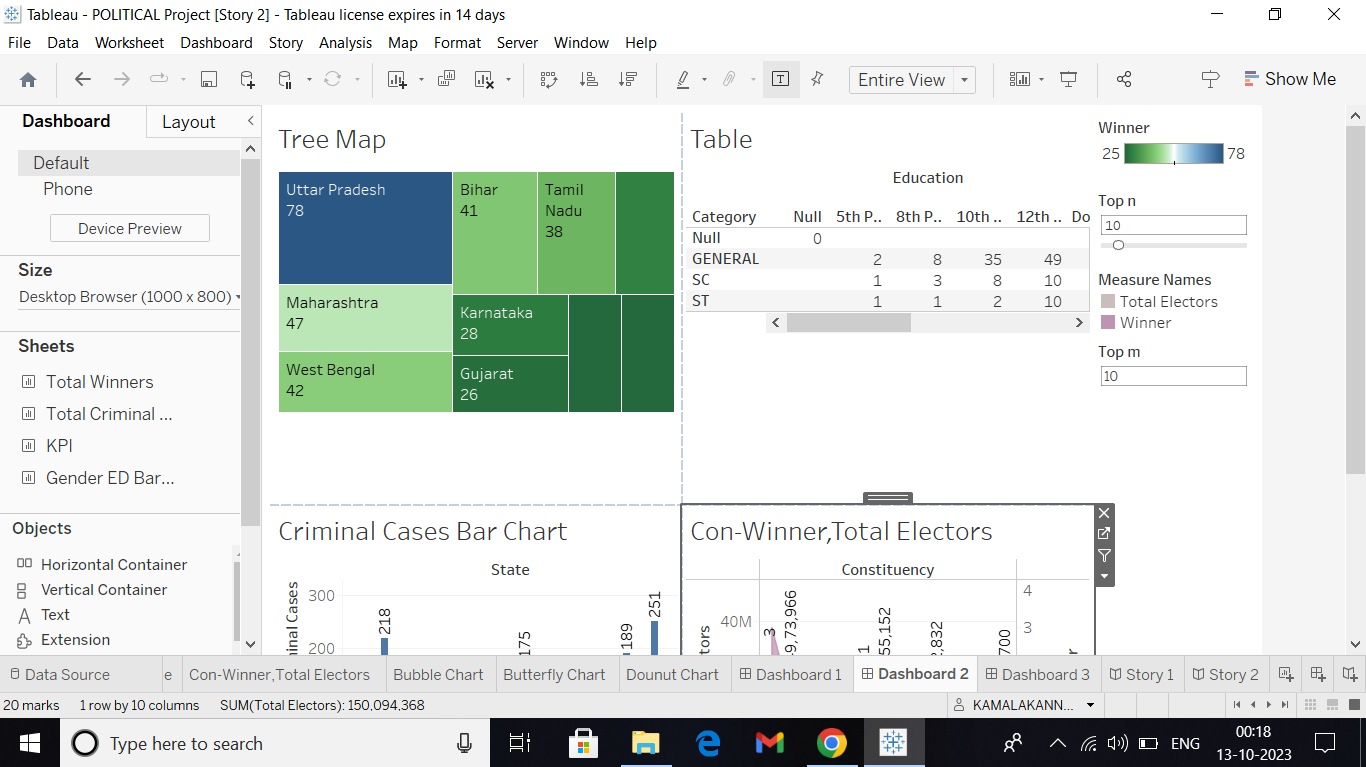 Tableau - POLITICAL Project [Story 2] - Tableau license expires in 14 days
File Data Worksheet Dashboard Story Analysis Map Format Server Window Help
Entire View
Show Me
Dashboard Layout
Default
Phone
Device Preview
Size
Desktop Browser (1000 x 800)
Sheets
Total Winners
Total Criminal ...
KPI
Gender ED Bar...
Objects
Horizontal Container
Vertical Container
Text
Extension
Tree Map
Uttar Pradesh
78
Bihar
41
Tamil
Nadu
38
Maharashtra
47
Karnataka
28
West Bengal
42
Gujarat
26
Table
Education
Category Null 5th P.. 8th P.. 10th .. 12th .. Do
Null 0
GENERAL 2 8 35 49
SC 1 3 8 10
ST 1 1 2 10
Winner
25 78
Top n
10
Measure Names
Total Electors
Winner
Top m
10
Criminal Cases Bar Chart
State
minal Cases
300
200
218
175
189
251
Con-Winner,Total Electors
Constituency
ctors
40M
3
9,73,966
1
55,152
,832
700
4
3
Data Source e Con-Winner,Total Electors Bubble Chart Butterfly Chart Dounut Chart Dashboard 1 Dashboard 2 Dashboard 3 Story 1 Story 2
20 marks 1 row by 10 columns SUM(Total Electors): 150,094,368 KAMALAKANN...
Type here to search
ENG
00:18
13-10-2023